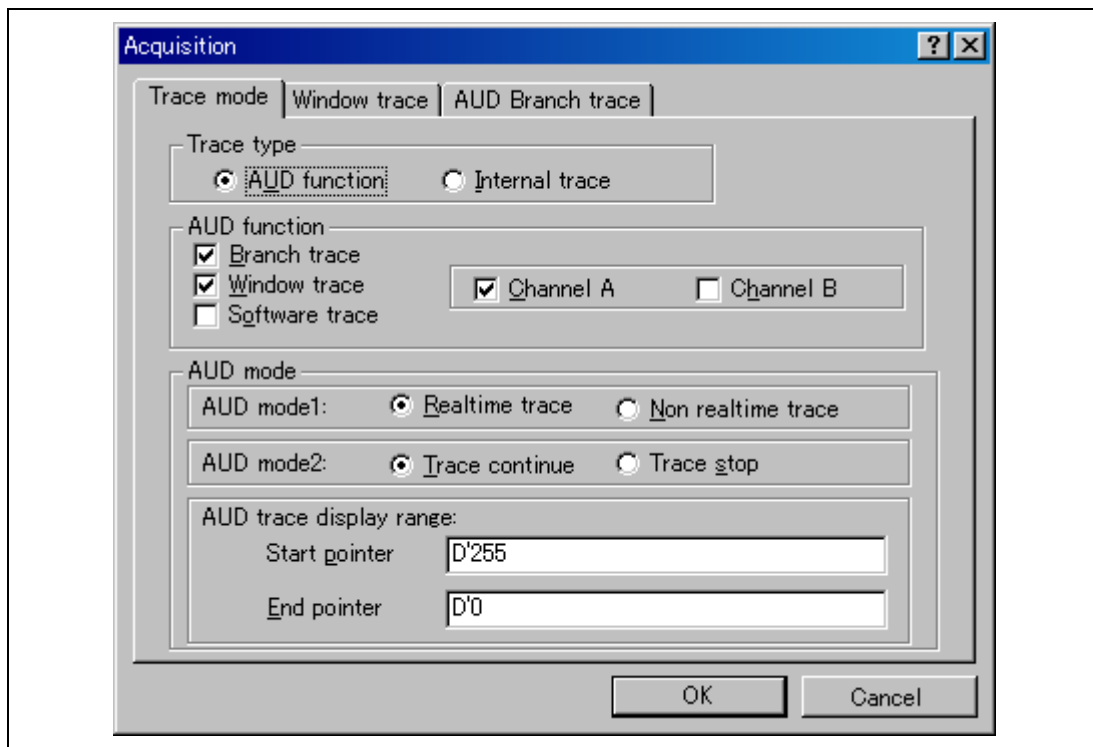 Acquisition
Trace mode Window trace AUD Branch trace
Trace type
AUD function Internal trace
AUD function
Branch trace
Window trace Channel A Channel B
Software trace
AUD mode
AUD mode1: Realtime trace Non realtime trace
AUD mode2: Trace continue Trace stop
AUD trace display range:
Start pointer D'255
End pointer D'0
OK Cancel